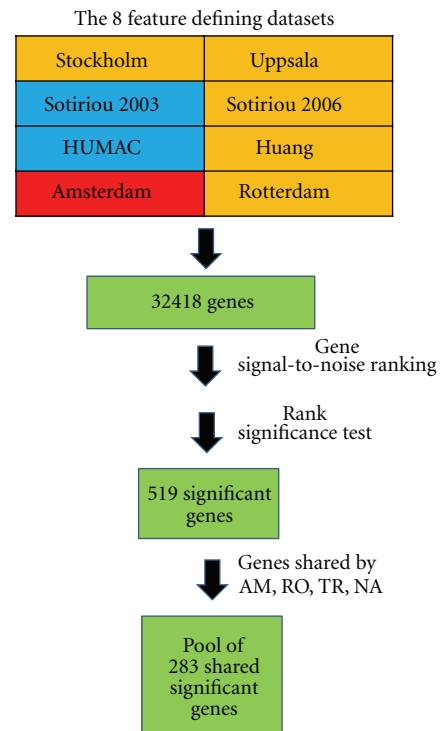 The 8 feature defining datasets
Stockholm Uppsala
Sotiriou 2003 Sotiriou 2006
HUMAC Huang
Amsterdam Rotterdam
32418 genes
Gene
signal-to-noise ranking
Rank
significance test
519 significant
genes
Genes shared by
AM, RO, TR, NA
Pool of
283 shared
significant
genes